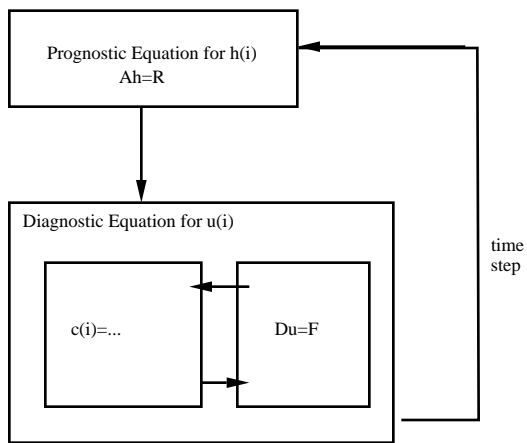 Prognostic Equation for h(i)
Ah=R
Diagnostic Equation for u(i)
time
step
c(i)=...
Du=F